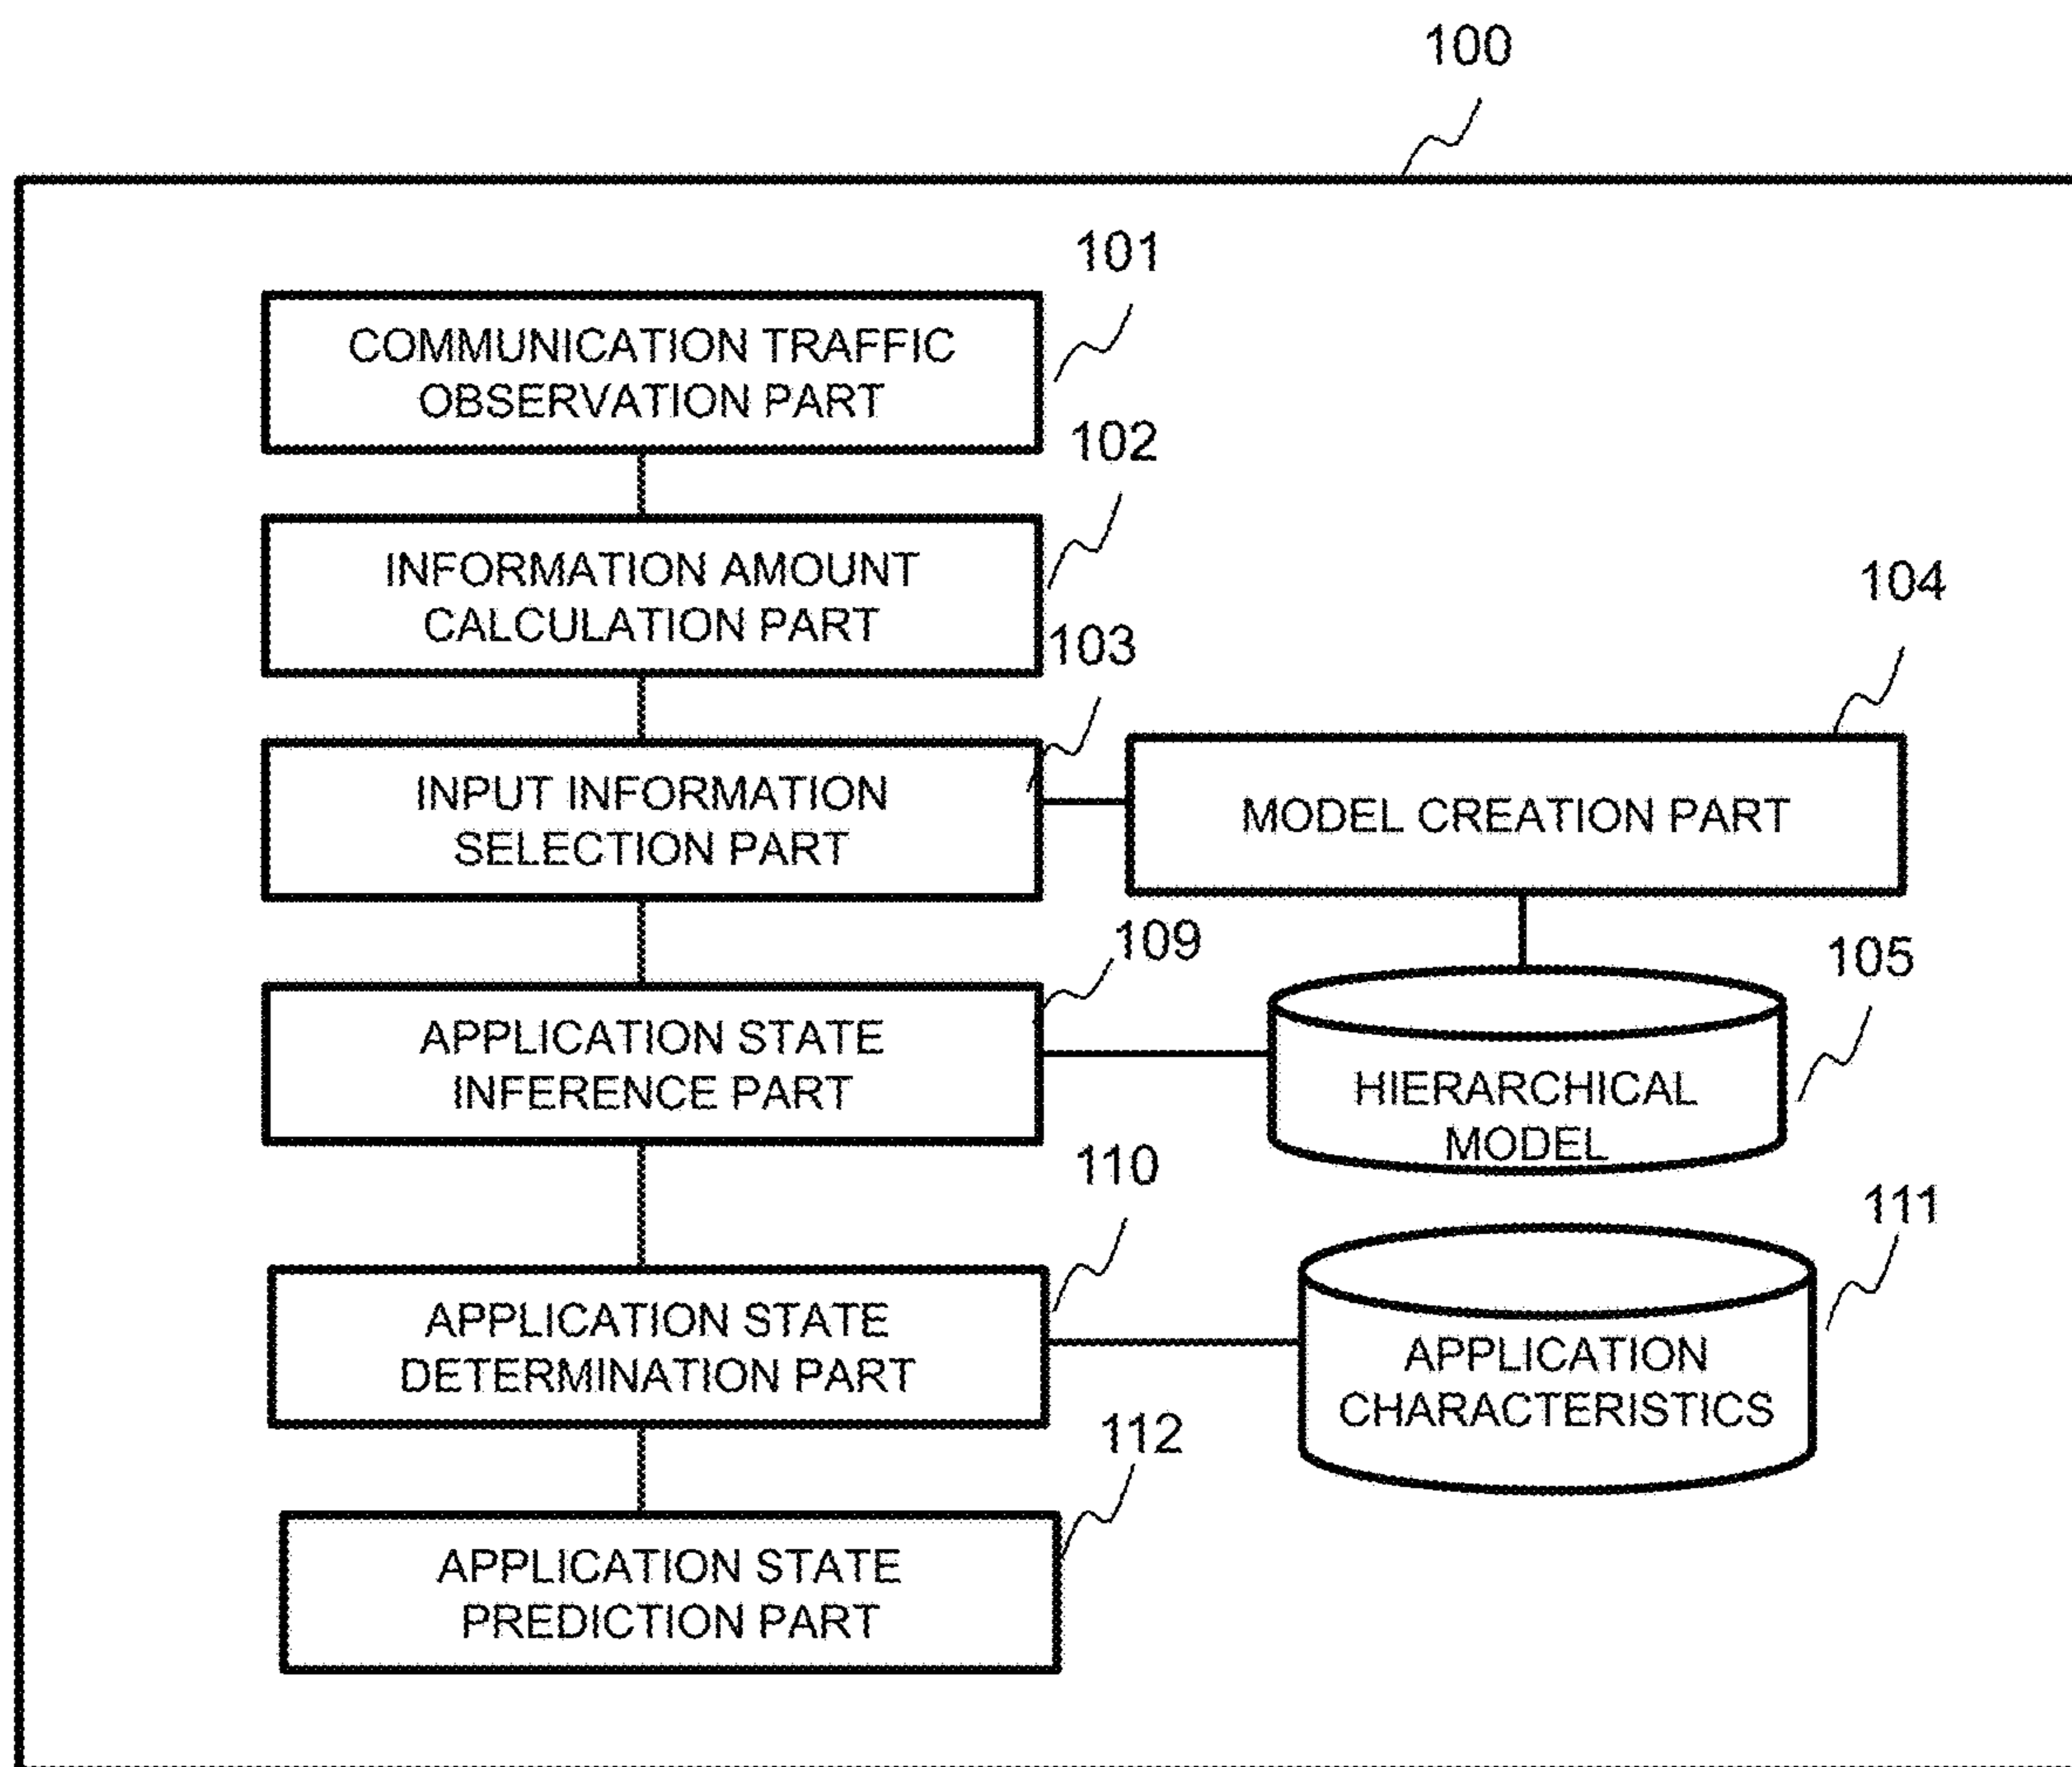 100
101
COMMUNICATION TRAFFIC
OBSERVATION PART
102
INFORMATION AMOUNT
CALCULATION PART
103
104
INPUT INFORMATION
SELECTION PART
MODEL CREATION PART
109
105
APPLICATION STATE
INFERENCE PART
HIERARCHICAL
MODEL
110
111
APPLICATION STATE
DETERMINATION PART
APPLICATION
CHARACTERISTICS
112
APPLICATION STATE
PREDICTION PART